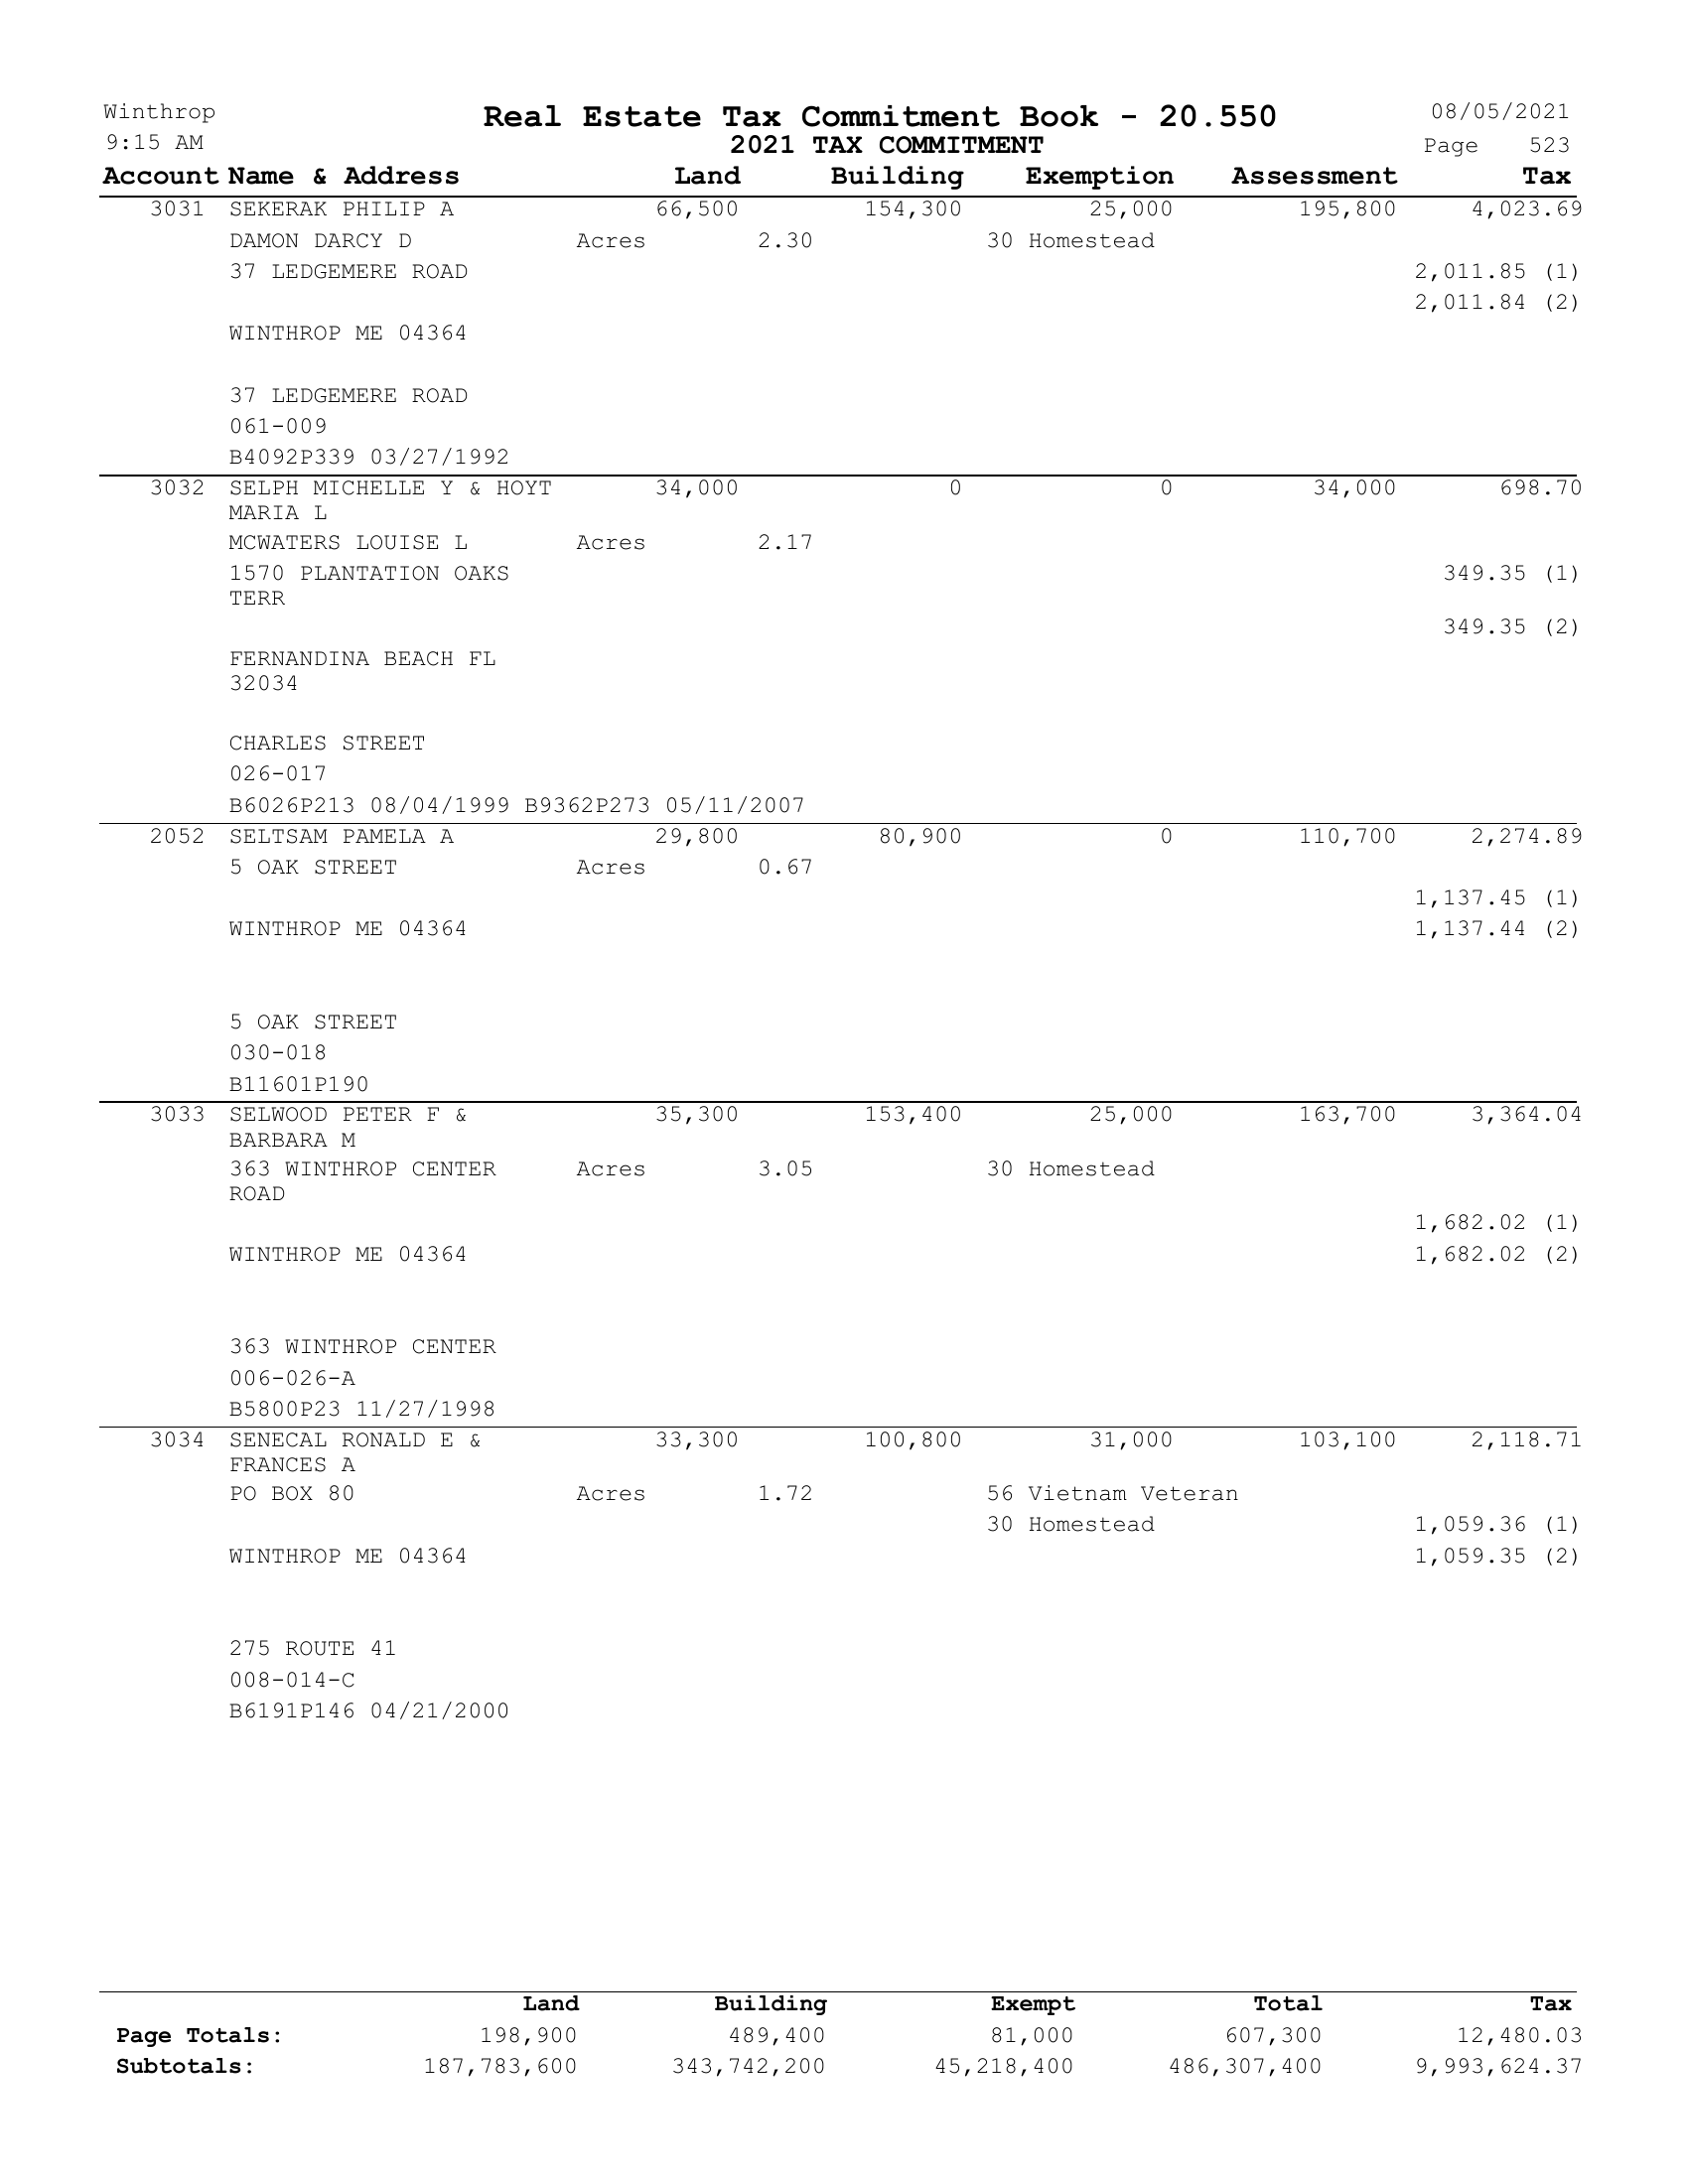 Winthrop Real Estate Tax Commitment Book - 20.550 08/05/2021
9:15 AM 2021 TAX COMMITMENT Page 523
Account Name & Address Land Building Exemption Assessment Tax
3031 SEKERAK PHILIP A 66,500 154,300 25,000 195,800 4,023.69
DAMON DARCY D Acres 2.30 30 Homestead
37 LEDGEMERE ROAD 2,011.85 (1)
2,011.84 (2)
WINTHROP ME 04364
37 LEDGEMERE ROAD
061-009
B4092P339 03/27/1992
3032 SELPH MICHELLE Y & HOYT 34,000 0 0 34,000 698.70
MARIA L
MCWATERS LOUISE L Acres 2.17
1570 PLANTATION OAKS 349.35 (1)
TERR
349.35 (2)
FERNANDINA BEACH FL
32034
CHARLES STREET
026-017
B6026P213 08/04/1999 B9362P273 05/11/2007
2052 SELTSAM PAMELA A 29,800 80,900 0 110,700 2,274.89
5 OAK STREET Acres 0.67
1,137.45 (1)
WINTHROP ME 04364 1,137.44 (2)
5 OAK STREET
030-018
B11601P190
3033 SELWOOD PETER F & 35,300 153,400 25,000 163,700 3,364.04
BARBARA M
363 WINTHROP CENTER Acres 3.05 30 Homestead
ROAD
1,682.02 (1)
WINTHROP ME 04364 1,682.02 (2)
363 WINTHROP CENTER
006-026-A
B5800P23 11/27/1998
3034 SENECAL RONALD E & 33,300 100,800 31,000 103,100 2,118.71
FRANCES A
PO BOX 80 Acres 1.72 56 Vietnam Veteran
30 Homestead 1,059.36 (1)
WINTHROP ME 04364 1,059.35 (2)
275 ROUTE 41
008-014-C
B6191P146 04/21/2000
Land Building Exempt Total Tax
Page Totals: 198,900 489,400 81,000 607,300 12,480.03
Subtotals: 187,783,600 343,742,200 45,218,400 486,307,400 9,993,624.37